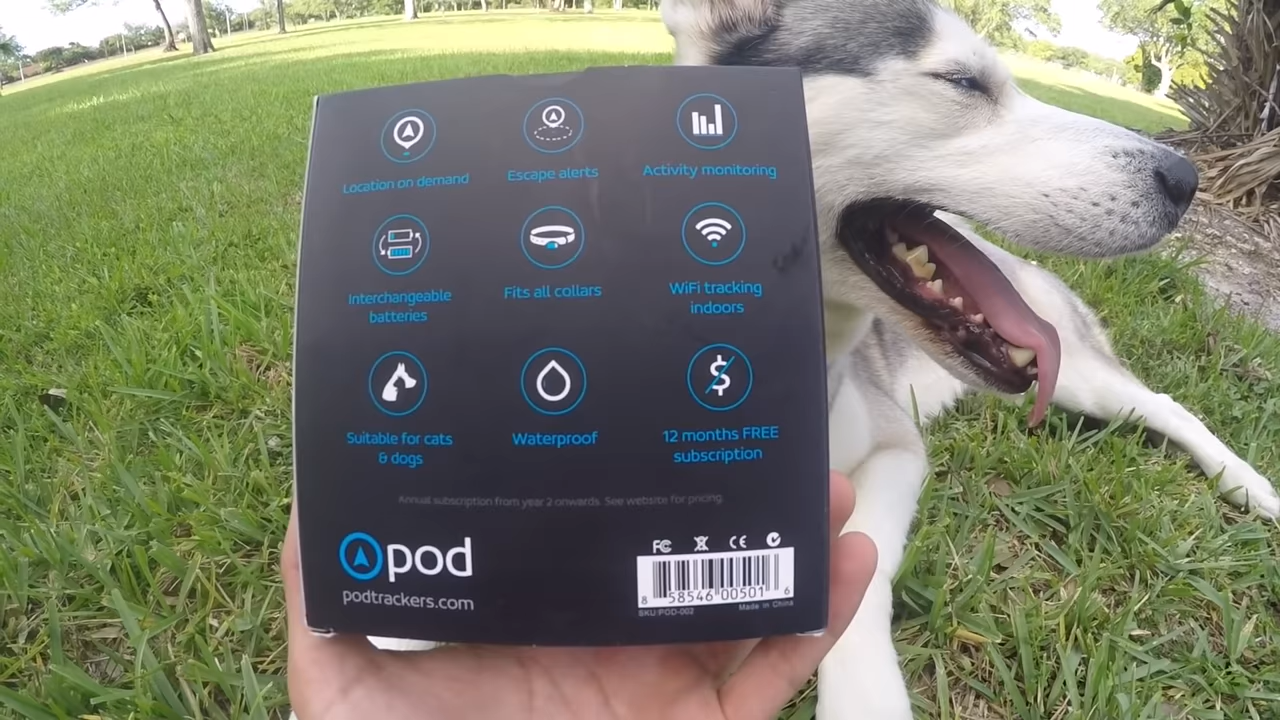 Location on demand
Escape alerts
Activity monitoring
Interchangeable
batteries
Fits all collars
WiFi tracking
indoors
Suitable for cats
& dogs
Waterproof
12 months FREE
subscription
Annual subscription from year 2 onwards. See website for pricing.
pod
podtrackers.com
FC CE
8 58546 00501 6
SKU POD-002
Made in China